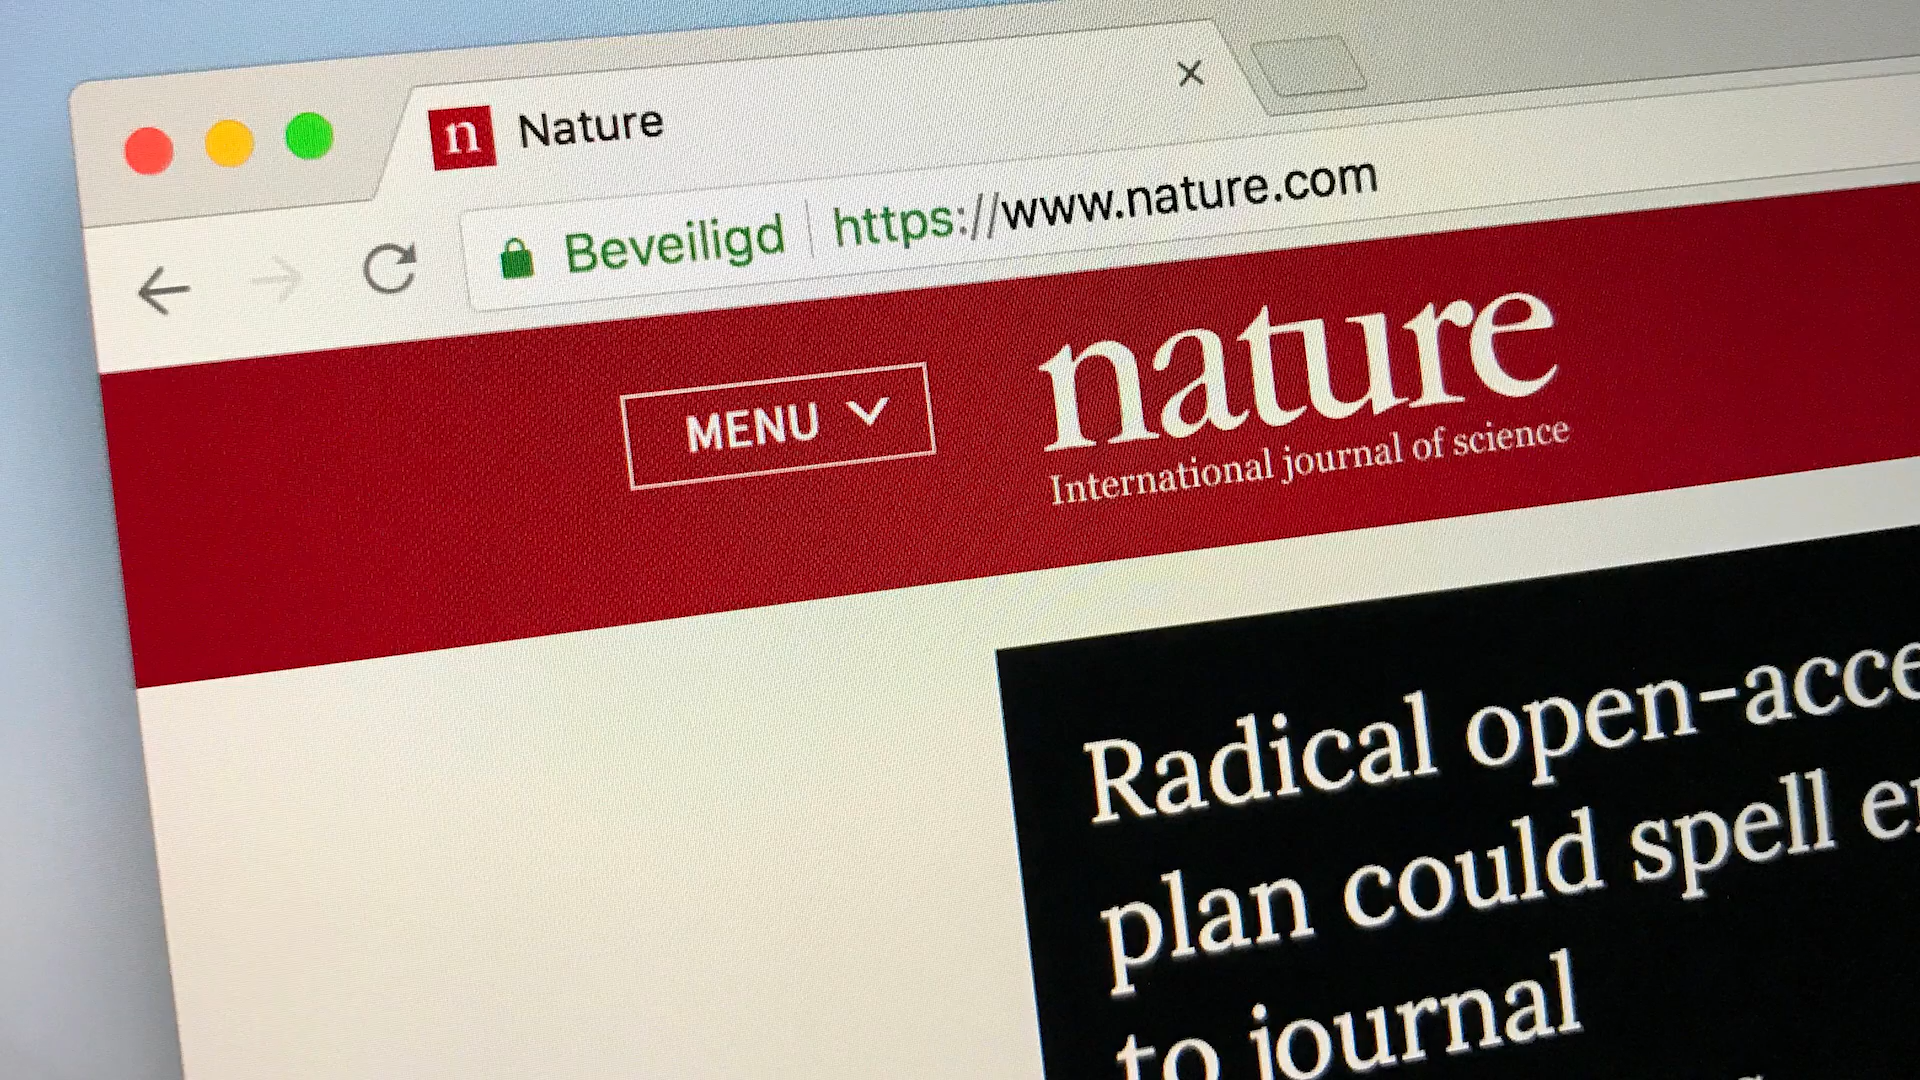 n Nature
Beveiligd https://www.nature.com
MENU
nature
International journal of science
Radical open-acce
plan could spell e
to journal